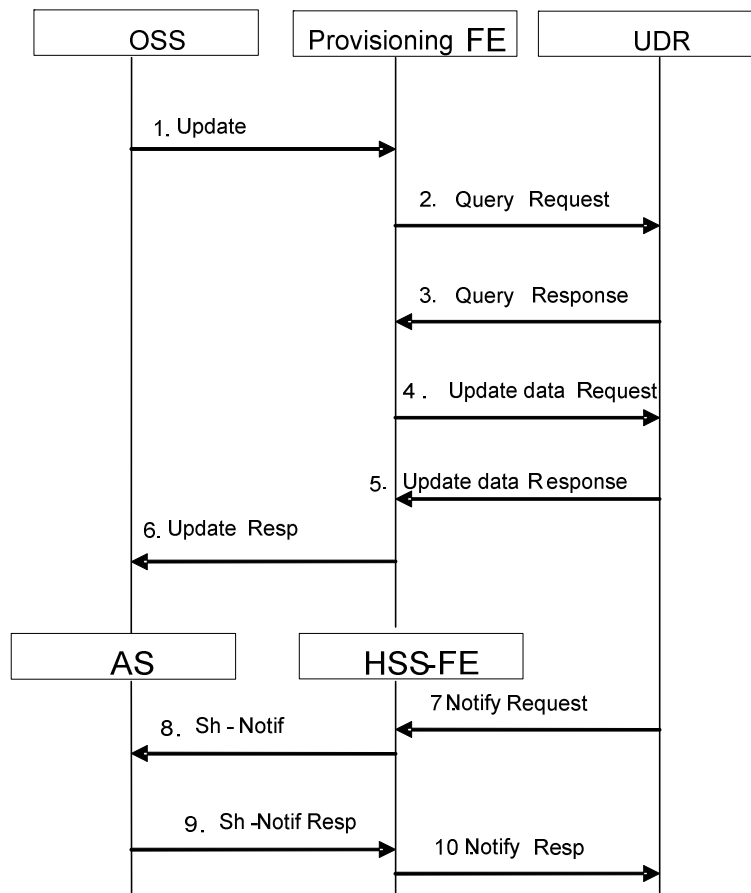 OSS
Provisioning FE
UDR
1. Update
2. Query Request
3. Query Response
4. Update data Request
5. Update data Response
6. Update Resp
AS
HSS-FE
7.Notify Request
8. Sh-Notif
9. Sh-Notif Resp
10.Notify Resp